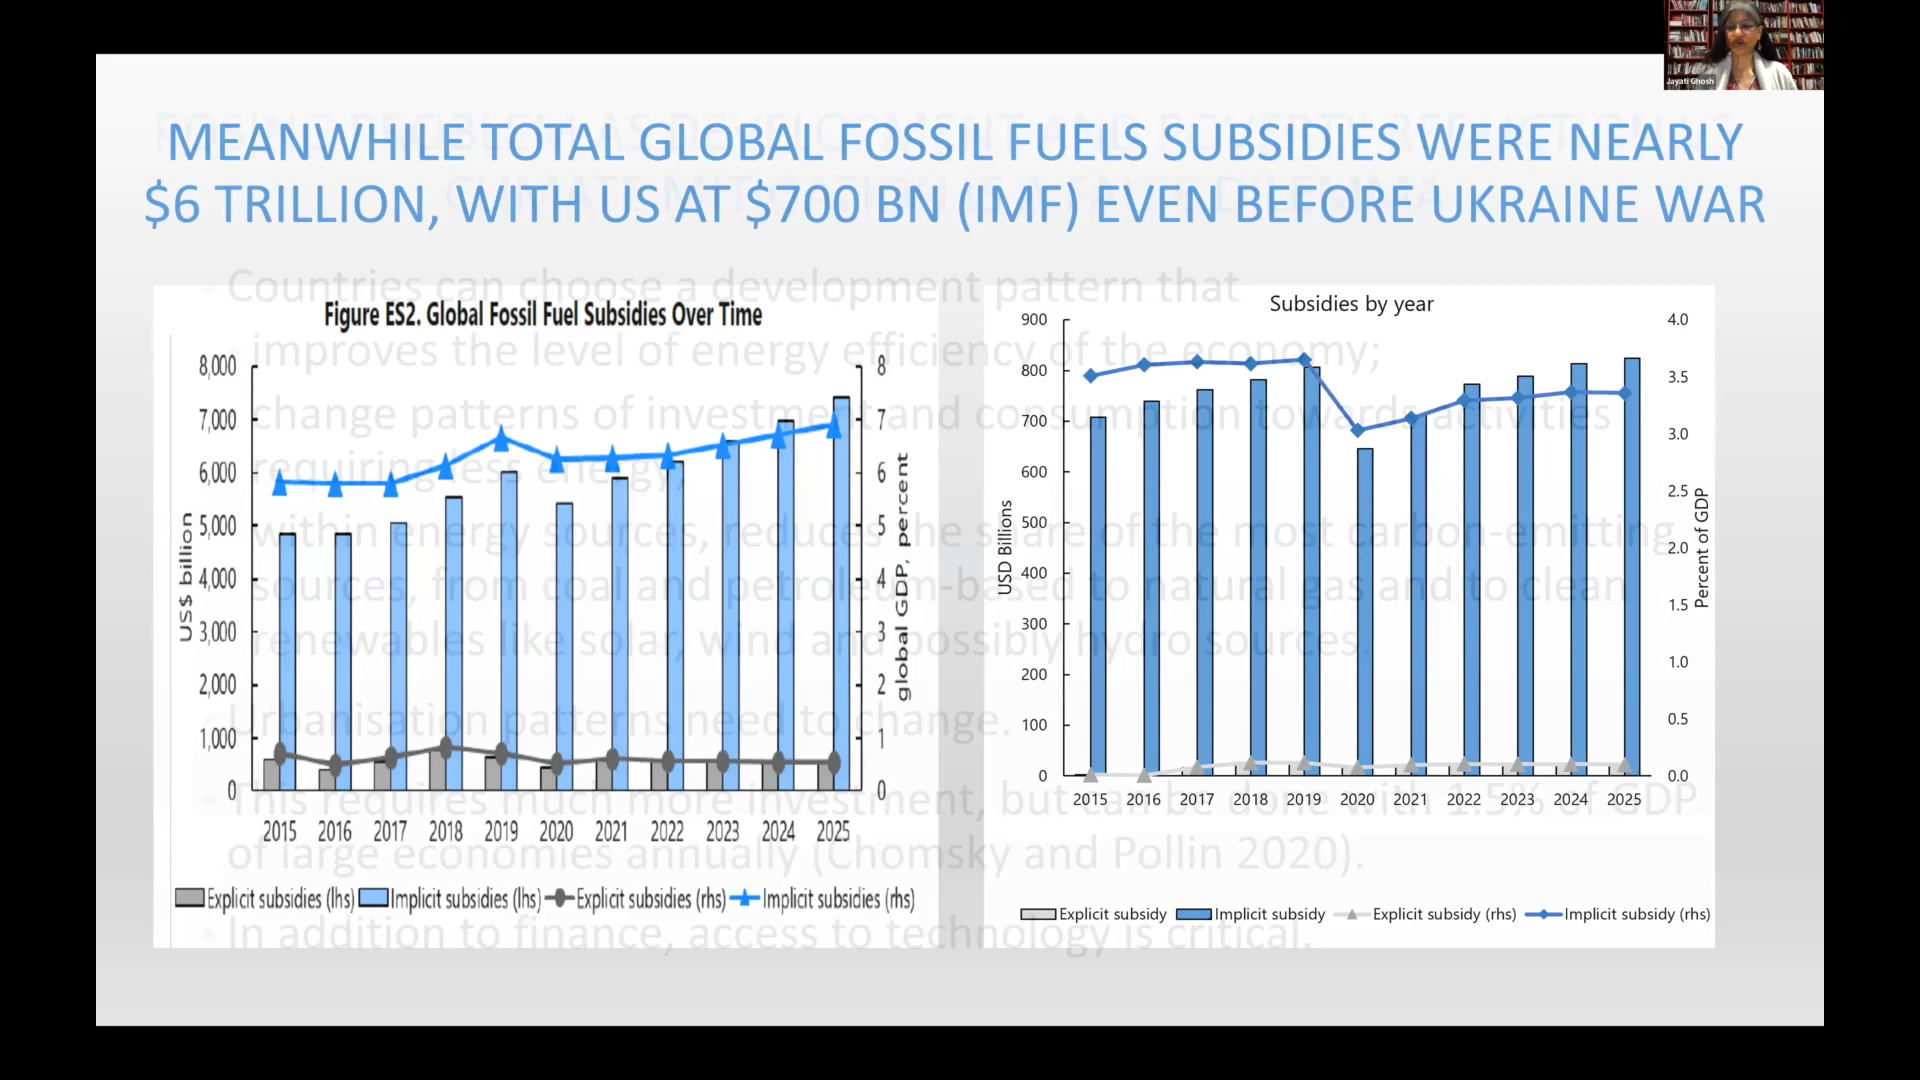 Jayati Ghosh
MEANWHILE TOTAL GLOBAL FOSSIL FUELS SUBSIDIES WERE NEARLY
$6 TRILLION, WITH US AT $700 BN (IMF) EVEN BEFORE UKRAINE WAR
Countries can choose a development pattern that
improves the level of energy efficiency of the economy;
change patterns of investment and consumption towards activities
requiring less energy;
within energy sources, reduces the share of the most carbon-emitting
sources, from coal and petroleum-based to natural gas and to clean
renewables like solar, wind and possibly hydro sources.
Urbanisation patterns need to change.
This requires much more investment, but can be done with 1.5% of GDP
of large economies annually (Chomsky and Pollin 2020).
In addition to finance, access to technology is critical.
Figure ES2. Global Fossil Fuel Subsidies Over Time
8,000
7,000
6,000
5,000
4,000
3,000
2,000
1,000
0
US$ billion
8
7
6
5
4
3
2
1
0
global GDP, percent
2015 2016 2017 2018 2019 2020 2021 2022 2023 2024 2025
Explicit subsidies (lhs) Implicit subsidies (lhs) Explicit subsidies (rhs) Implicit subsidies (rhs)
Subsidies by year
900
800
700
600
500
400
300
200
100
0
USD Billions
4.0
3.5
3.0
2.5
2.0
1.5
1.0
0.5
0.0
Percent of GDP
2015 2016 2017 2018 2019 2020 2021 2022 2023 2024 2025
Explicit subsidy Implicit subsidy Explicit subsidy (rhs) Implicit subsidy (rhs)